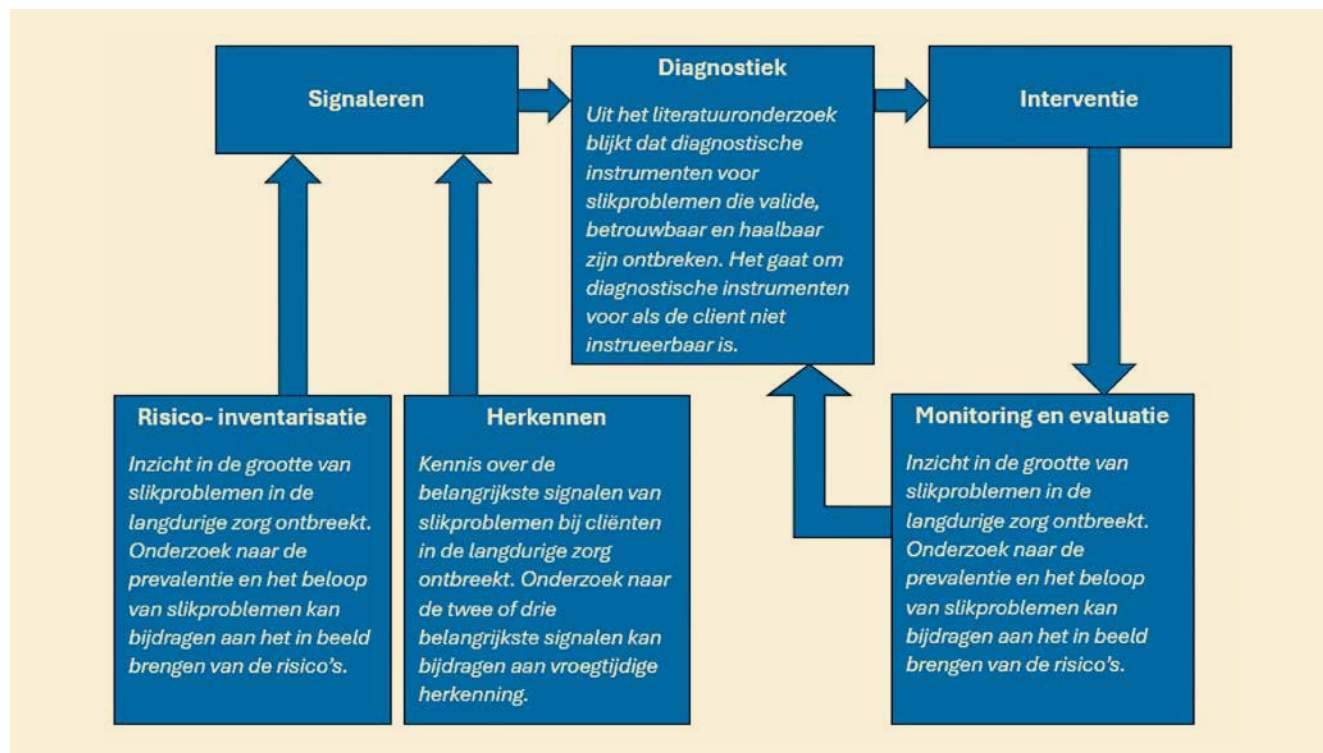 Signaleren
Diagnostiek
Uit het literatuuronderzoek
blijkt dat diagnostische
instrumenten voor
slikproblemen die valide,
betrouwbaar en haalbaar
zijn ontbreken. Het gaat om
diagnostische instrumenten
voor als de client niet
instrueerbaar is.
Interventie
Risico- inventarisatie
Inzicht in de grootte van
slikproblemen in de
langdurige zorg ontbreekt.
Onderzoek naar de
prevalentie en het beloop
van slikproblemen kan
bijdragen aan het in beeld
brengen van de risico's.
Herkennen
Kennis over de
belangrijkste signalen van
slikproblemen bij cliënten
in de langdurige zorg
ontbreekt. Onderzoek naar
de twee of drie
belangrijkste signalen kan
bijdragen aan vroegtijdige
herkenning.
Monitoring en evaluatie
Inzicht in de grootte van
slikproblemen in de
langdurige zorg ontbreekt.
Onderzoek naar de
prevalentie en het beloop
van slikproblemen kan
bijdragen aan het in beeld
brengen van de risico's.